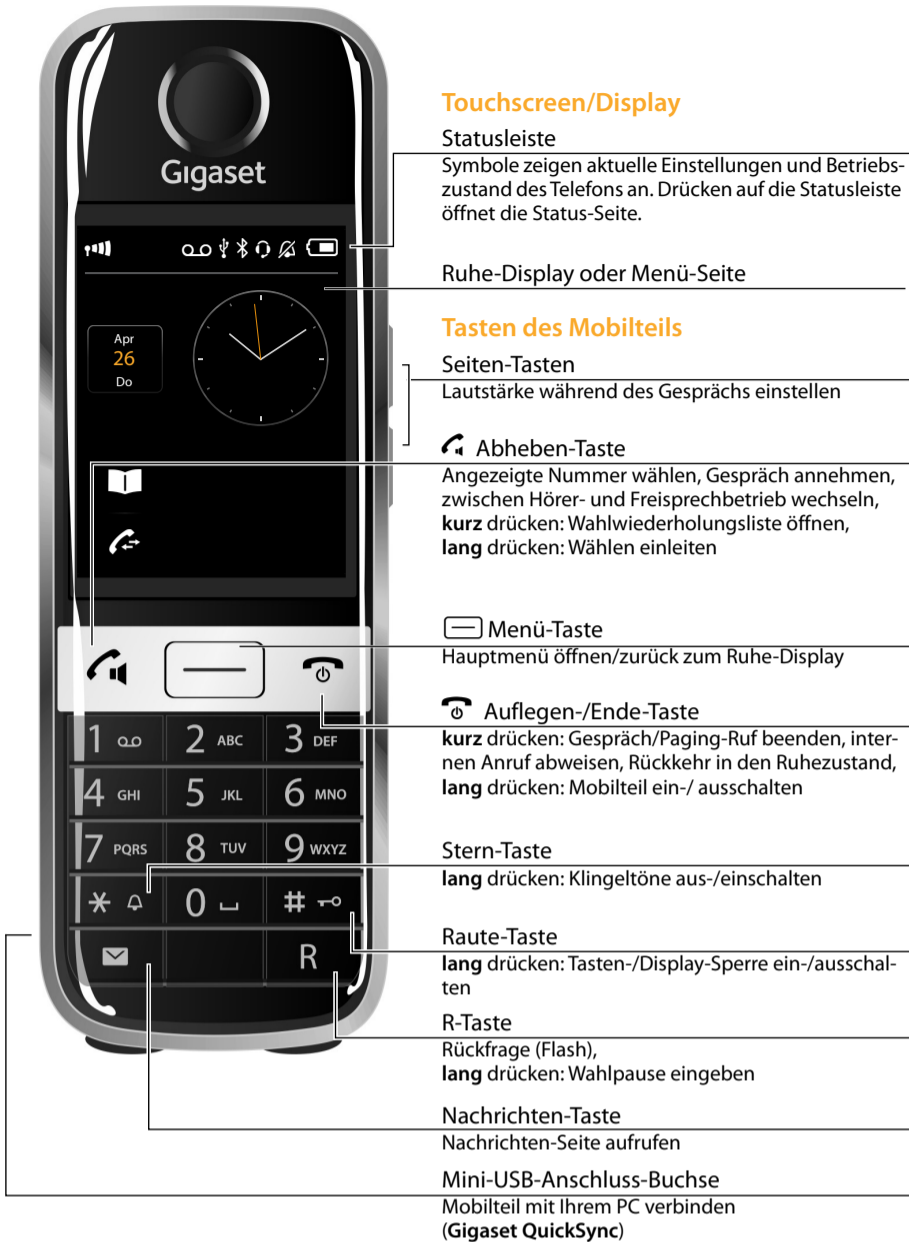 Gigaset
Apr
26
Do
1
2 ABC
3 DEF
4 GHI
5 JKL
6 MNO
7 PQRS
8 TUV
9 WXYZ
* 0 #
R
Touchscreen/Display
Statusleiste
Symbole zeigen aktuelle Einstellungen und Betriebs-
zustand des Telefons an. Drücken auf die Statusleiste
öffnet die Status-Seite.
Ruhe-Display oder Menü-Seite
Tasten des Mobilteils
Seiten-Tasten
Lautstärke während des Gesprächs einstellen
Abheben-Taste
Angezeigte Nummer wählen, Gespräch annehmen,
zwischen Hörer- und Freisprechbetrieb wechseln,
kurz drücken: Wahlwiederholungsliste öffnen,
lang drücken: Wählen einleiten
Menü-Taste
Hauptmenü öffnen/zurück zum Ruhe-Display
Auflegen-/Ende-Taste
kurz drücken: Gespräch/Paging-Ruf beenden, inter-
nen Anruf abweisen, Rückkehr in den Ruhezustand,
lang drücken: Mobilteil ein-/ ausschalten
Stern-Taste
lang drücken: Klingeltöne aus-/einschalten
Raute-Taste
lang drücken: Tasten-/Display-Sperre ein-/ausschal-
ten
R-Taste
Rückfrage (Flash),
lang drücken: Wahlpause eingeben
Nachrichten-Taste
Nachrichten-Seite aufrufen
Mini-USB-Anschluss-Buchse
Mobilteil mit Ihrem PC verbinden
(Gigaset QuickSync)